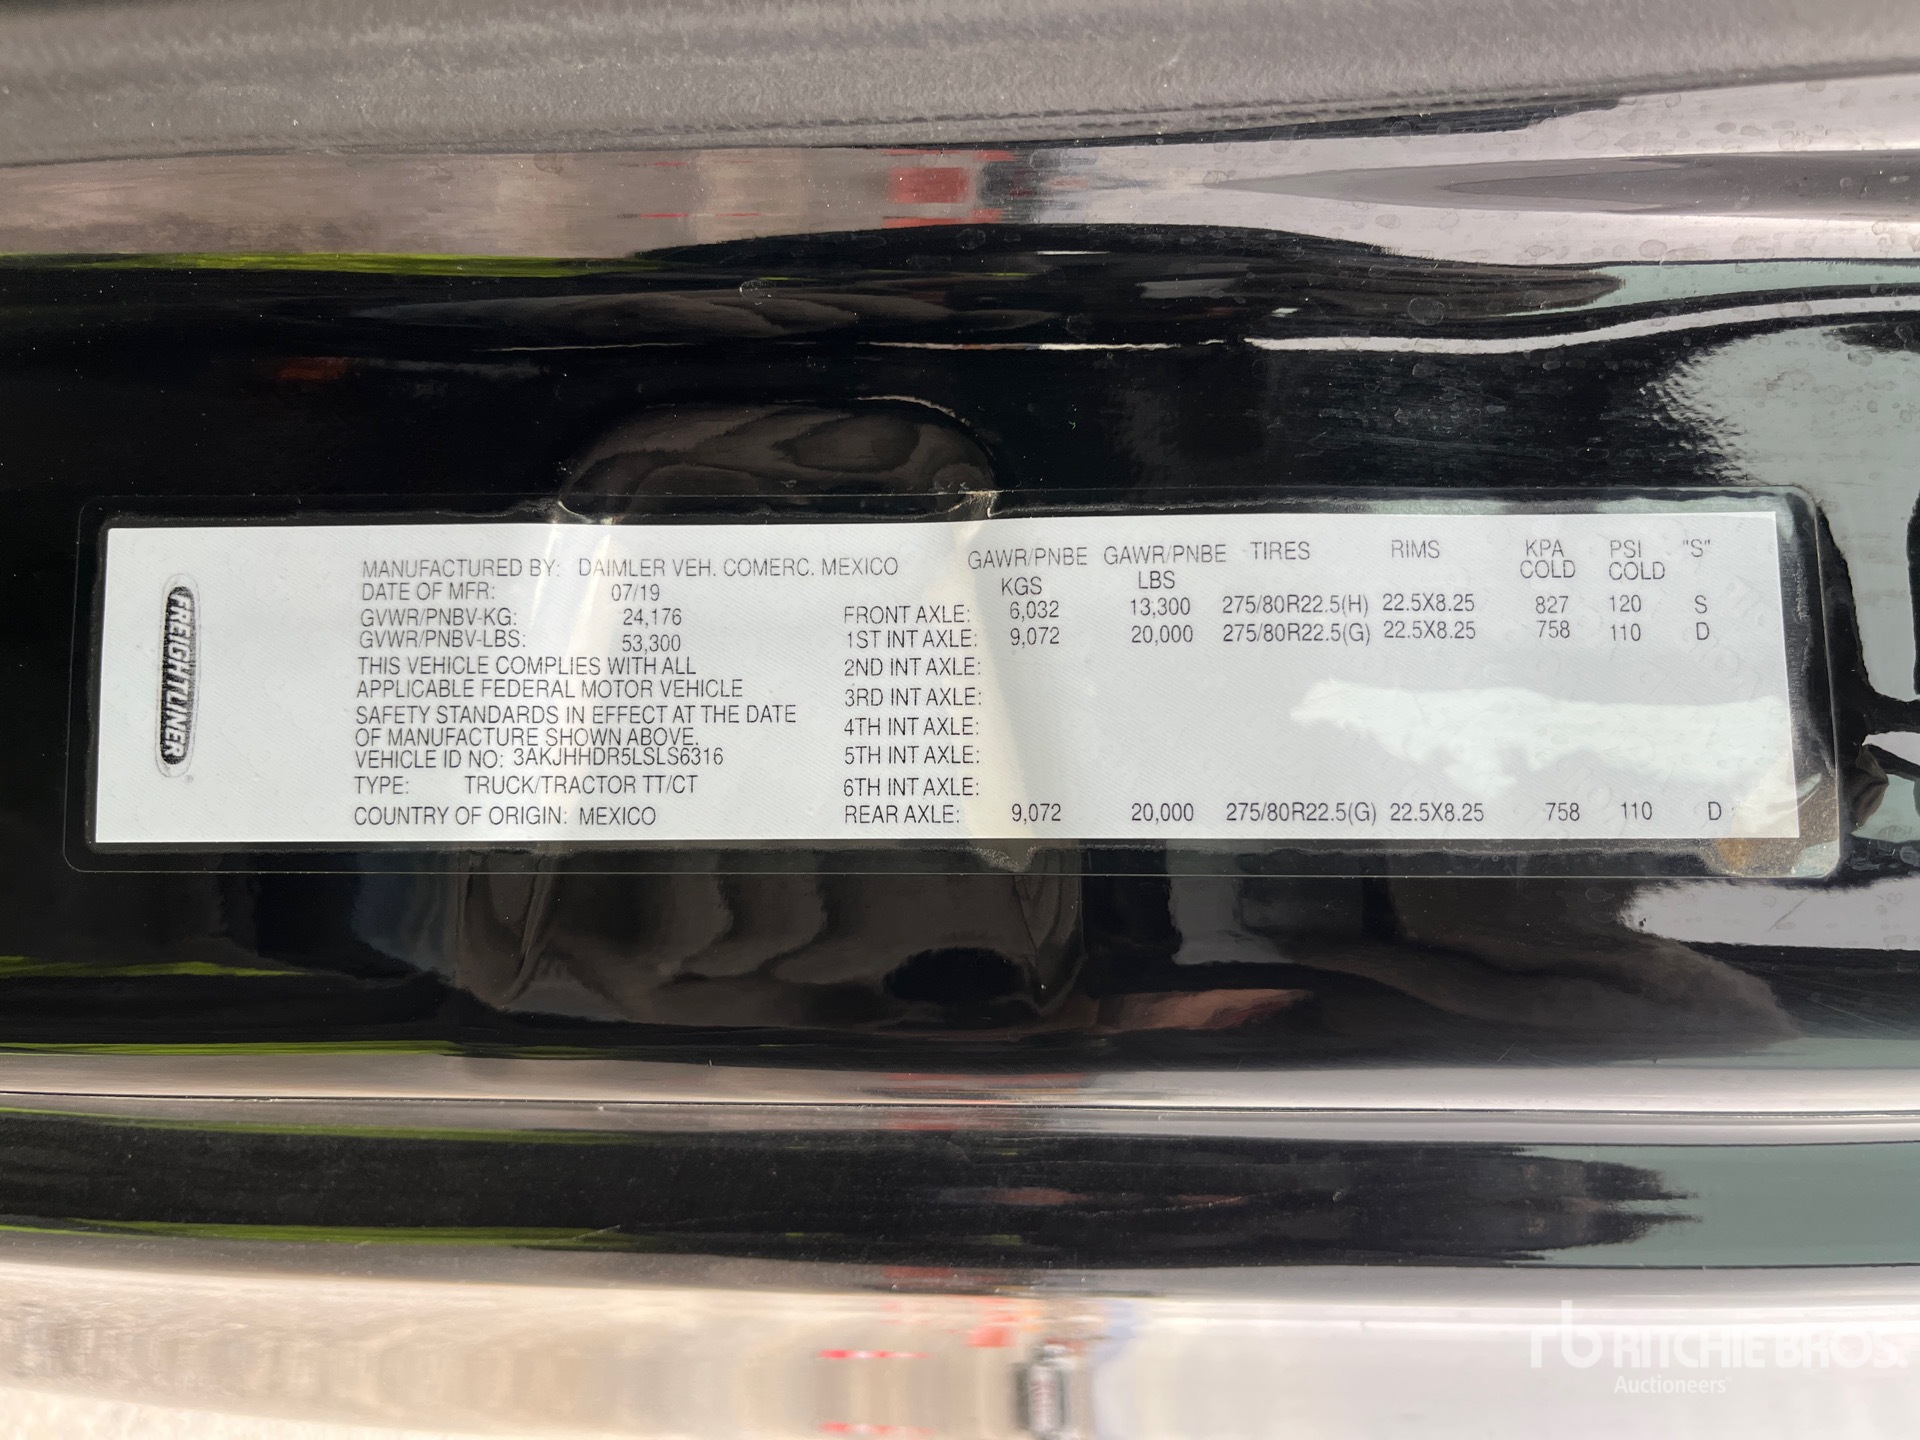 FREIGHTLINER
MANUFACTURED BY: DAIMLER VEH. COMERC. MEXICO
DATE OF MFR: 07/19
GVWR/PNBV-KG: 24,176
GVWR/PNBV-LBS: 53,300
THIS VEHICLE COMPLIES WITH ALL
APPLICABLE FEDERAL MOTOR VEHICLE
SAFETY STANDARDS IN EFFECT AT THE DATE
OF MANUFACTURE SHOWN ABOVE.
VEHICLE ID NO: 3AKJHHDR5LSLS6316
TYPE: TRUCK/TRACTOR TT/CT
COUNTRY OF ORIGIN: MEXICO
GAWR/PNBE GAWR/PNBE TIRES RIMS KPA PSI "S"
KGS LBS COLD COLD
FRONT AXLE: 6,032 13,300 275/80R22.5(H) 22.5X8.25 827 120 S
1ST INT AXLE: 9,072 20,000 275/80R22.5(G) 22.5X8.25 758 110 D
2ND INT AXLE:
3RD INT AXLE:
4TH INT AXLE:
5TH INT AXLE:
6TH INT AXLE:
REAR AXLE: 9,072 20,000 275/80R22.5(G) 22.5X8.25 758 110 D
rb RITCHIE BROS.
Auctioneers